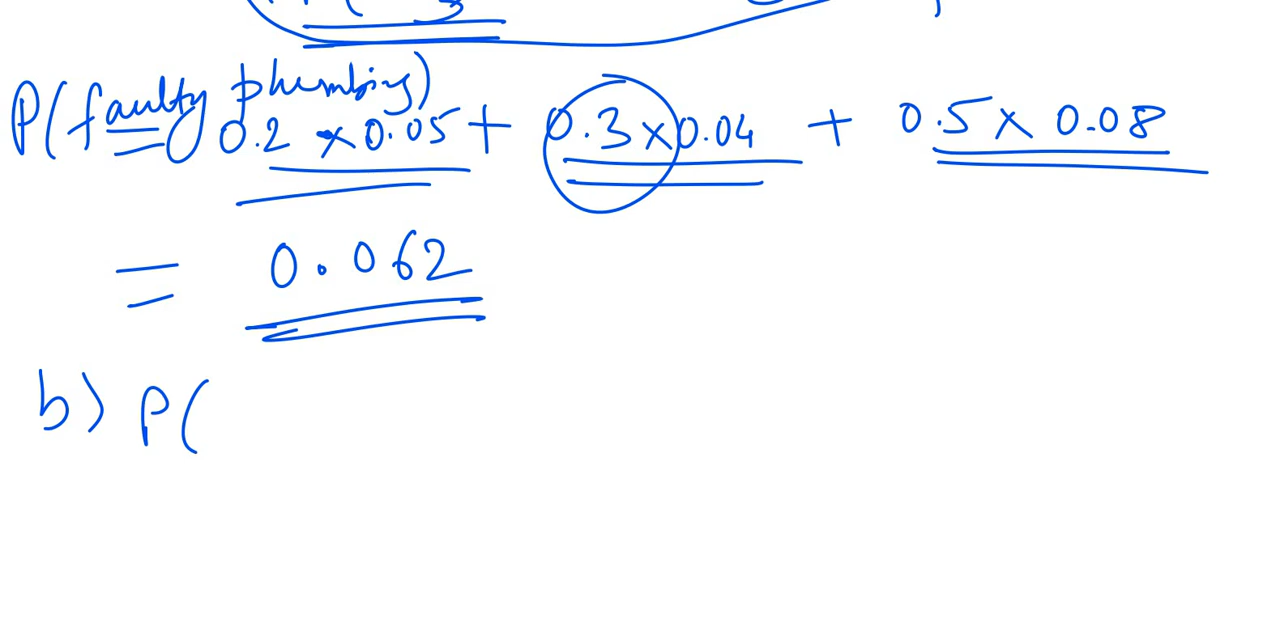 P(faulty plumbing)
0.2 × 0.05 + 0.3 × 0.04 + 0.5 × 0.08
= 0.062
b) P(